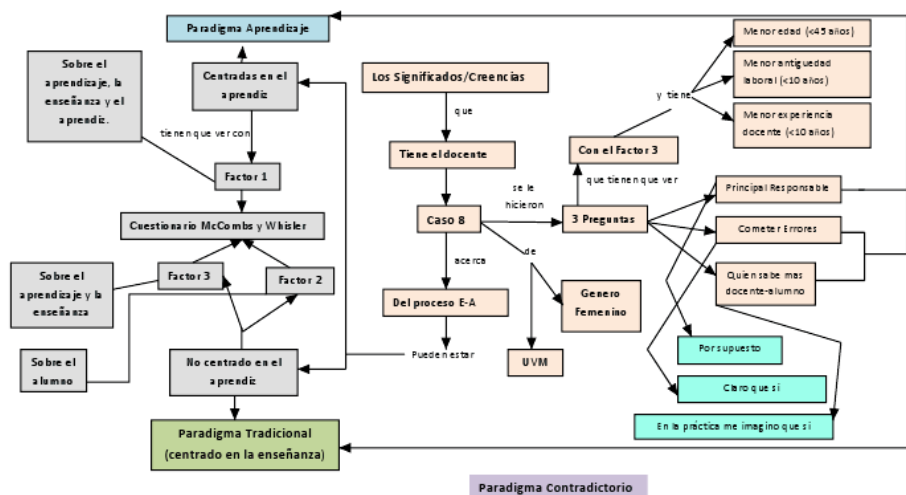 Paradigma Aprendizaje
Sobre el
aprendizaje, la
enseñanza y el
aprendiz.
Centradas en el
aprendiz
tienen que ver con
Factor 1
Cuestionario McCombs y Whisler
Factor 3
Factor 2
Sobre el
aprendizaje y la
enseñanza
Sobre el
alumno
No centrado en el
aprendiz
Paradigma Tradicional
(centrado en la enseñanza)
Los Significados/Creencias
que
Tiene el docente
Caso 8
acerca
Del proceso E-A
Pueden estar
de
Genero
Femenino
UVM
se le
hicieron
3 Preguntas
que tienen que ver
Con el Factor 3
y tiene
Menor edad (<45 años)
Menor antiguedad
laboral (<10 años)
Menor experiencia
docente (<10 años)
Principal Responsable
Cometer Errores
Quien sabe mas
docente-alumno
Por supuesto
Claro que si
En la práctica me imagino que si
Paradigma Contradictorio